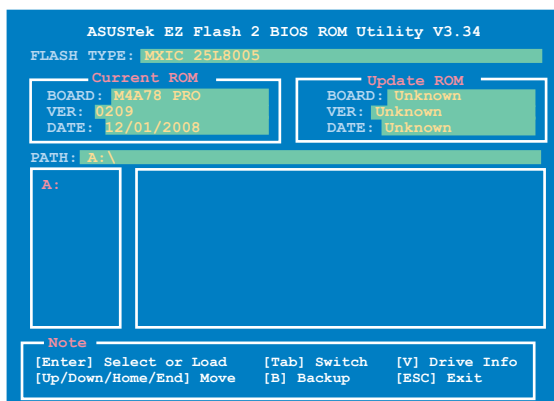 ASUSTek EZ Flash 2 BIOS ROM Utility V3.34
FLASH TYPE: MXIC 25L8005
Current ROM
BOARD: M4A78 PRO
VER: 0209
DATE: 12/01/2008
Update ROM
BOARD: Unknown
VER: Unknown
DATE: Unknown
PATH: A:\
A:
Note
[Enter] Select or Load [Tab] Switch [V] Drive Info
[Up/Down/Home/End] Move [B] Backup [ESC] Exit